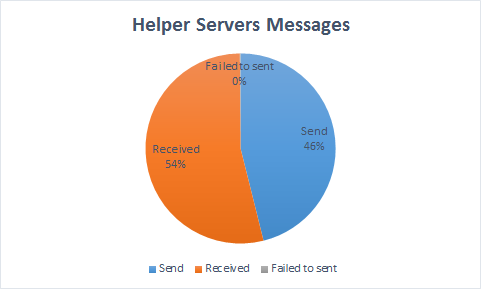 Helper Servers Messages
Failed to sent
0%
Send
46%
Received
54%
Send Received Failed to sent